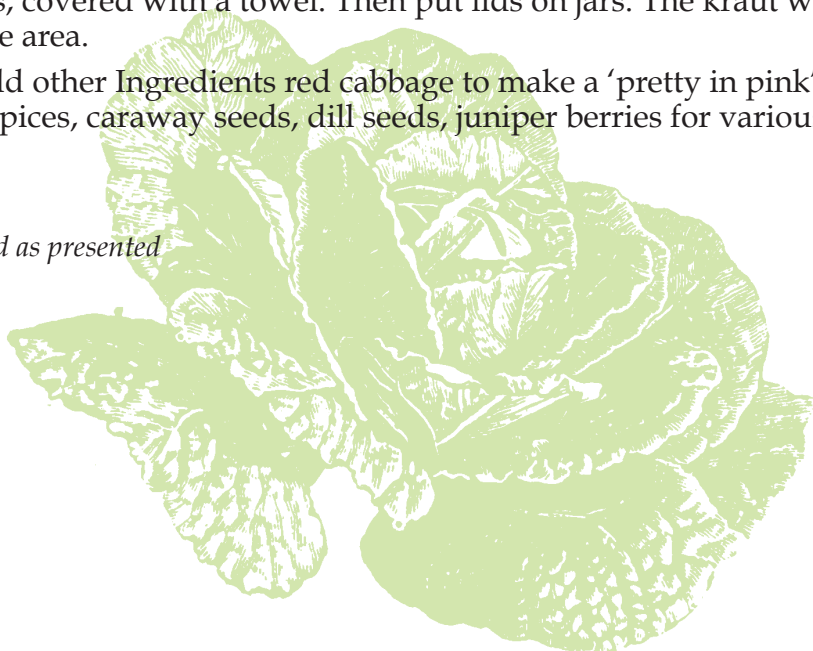 s, covered with a towel. Then put lids on jars. The kraut w
e area.
ld other Ingredients red cabbage to make a ‘pretty in pink’
pices, caraway seeds, dill seeds, juniper berries for variou
d as presented